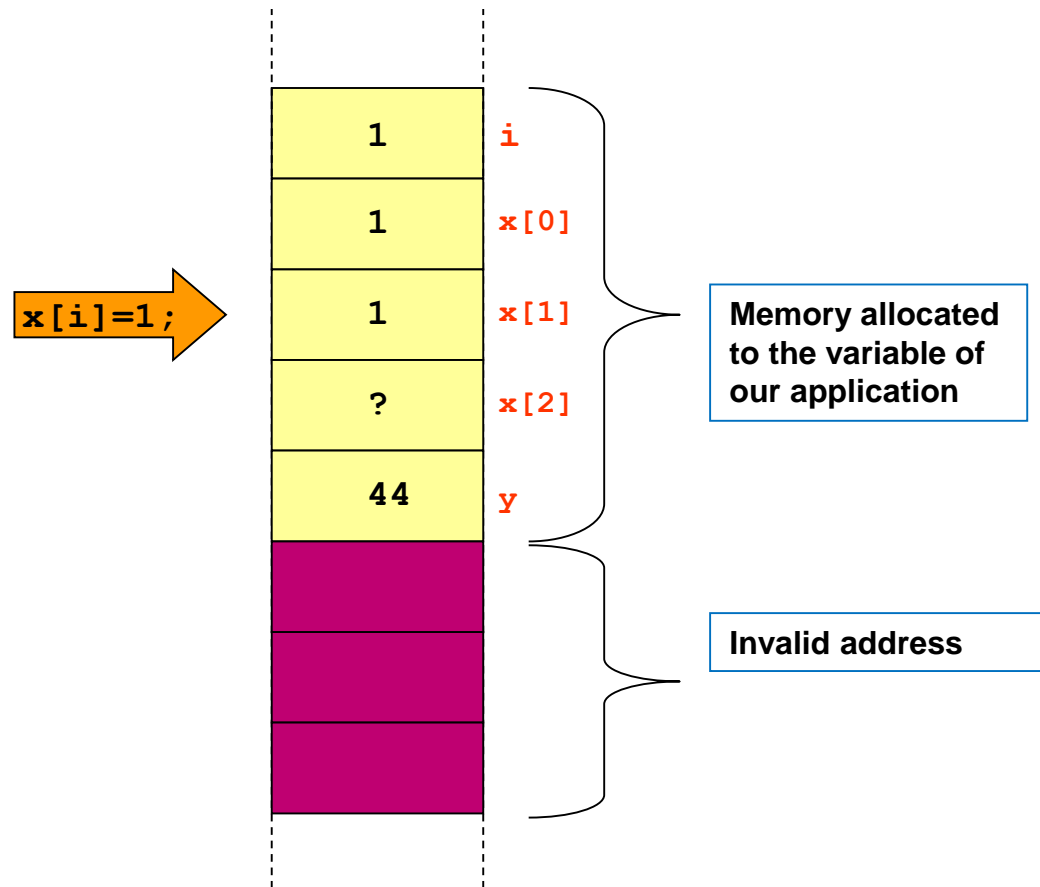 1 i
1 x[0]
x[i]=1; 1 x[1]
? x[2]
44 y
Memory allocated
to the variable of
our application
Invalid address